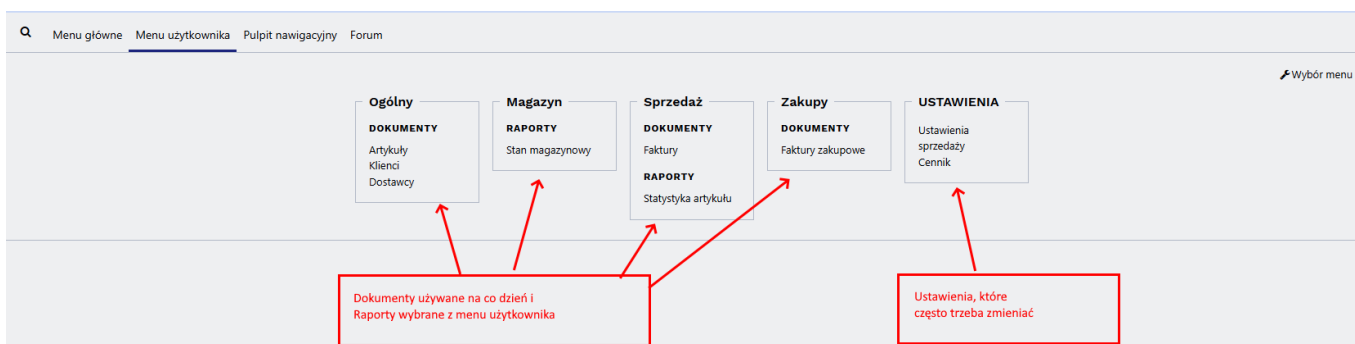 Menu główne Menu użytkownika Pulpit nawigacyjny Forum
Wybór menu
Ogólny
DOKUMENTY
Artykuły
Klienci
Dostawcy
Magazyn
RAPORTY
Stan magazynowy
Sprzedaż
DOKUMENTY
Faktury
RAPORTY
Statystyka artykułu
Zakupy
DOKUMENTY
Faktury zakupowe
USTAWIENIA
Ustawienia
sprzedaży
Cennik
Dokumenty używane na co dzień i
Raporty wybrane z menu użytkownika
Ustawienia, które
często trzeba zmieniać